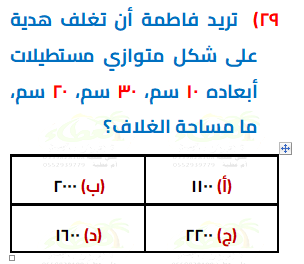 ٢٩) تريد فاطمة أن تغلف هدية
على شكل متوازي مستطيلات
أبعاده ١٠ سم، ٣٠ سم، ٢٠ سم،
ما مساحة الغلاف؟
(أ) ١١٠٠ (ب) ٢٠٠٠
(ج) ٢٢٠٠ (د) ١٦٠٠